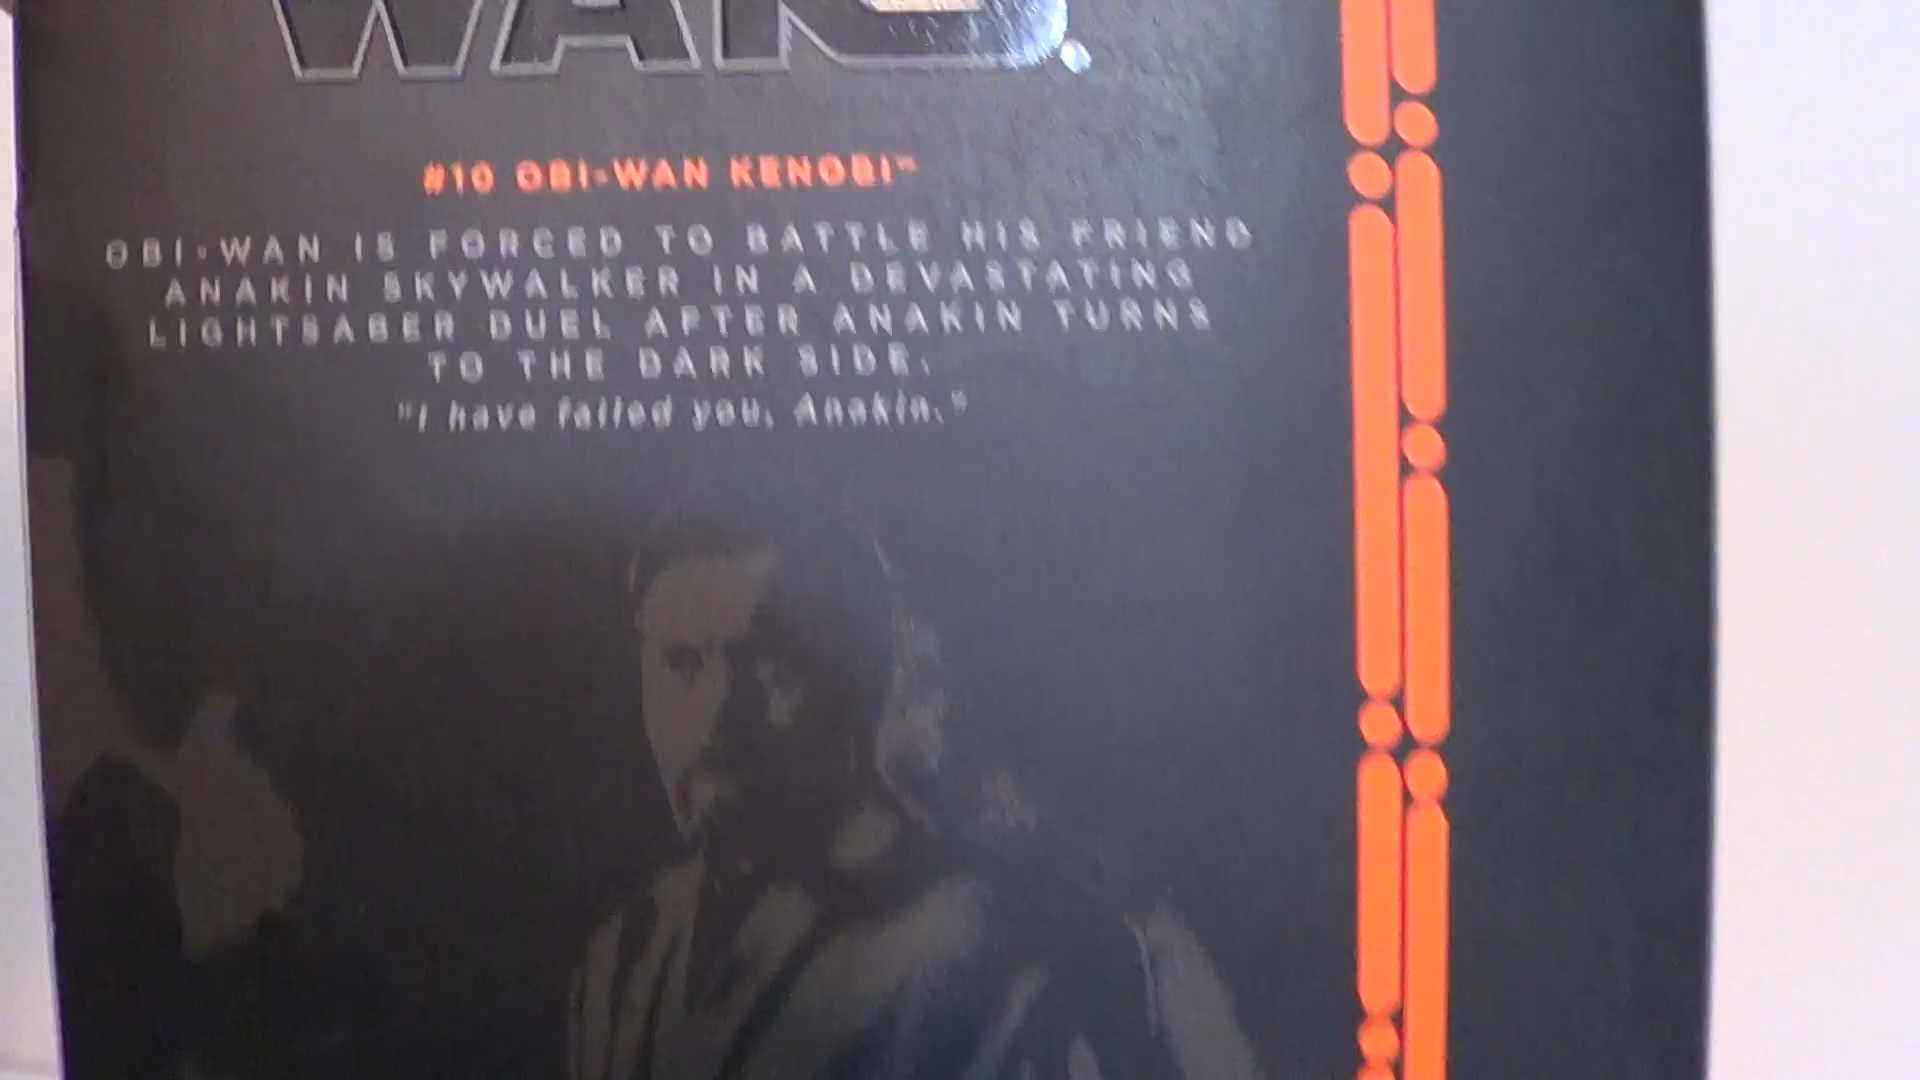 WARS.
#10 OBI-WAN KENOBI™
OBI-WAN IS FORCED TO BATTLE HIS FRIEND
ANAKIN SKYWALKER IN A DEVASTATING
LIGHTSABER DUEL AFTER ANAKIN TURNS
TO THE DARK SIDE.
"I have failed you, Anakin."